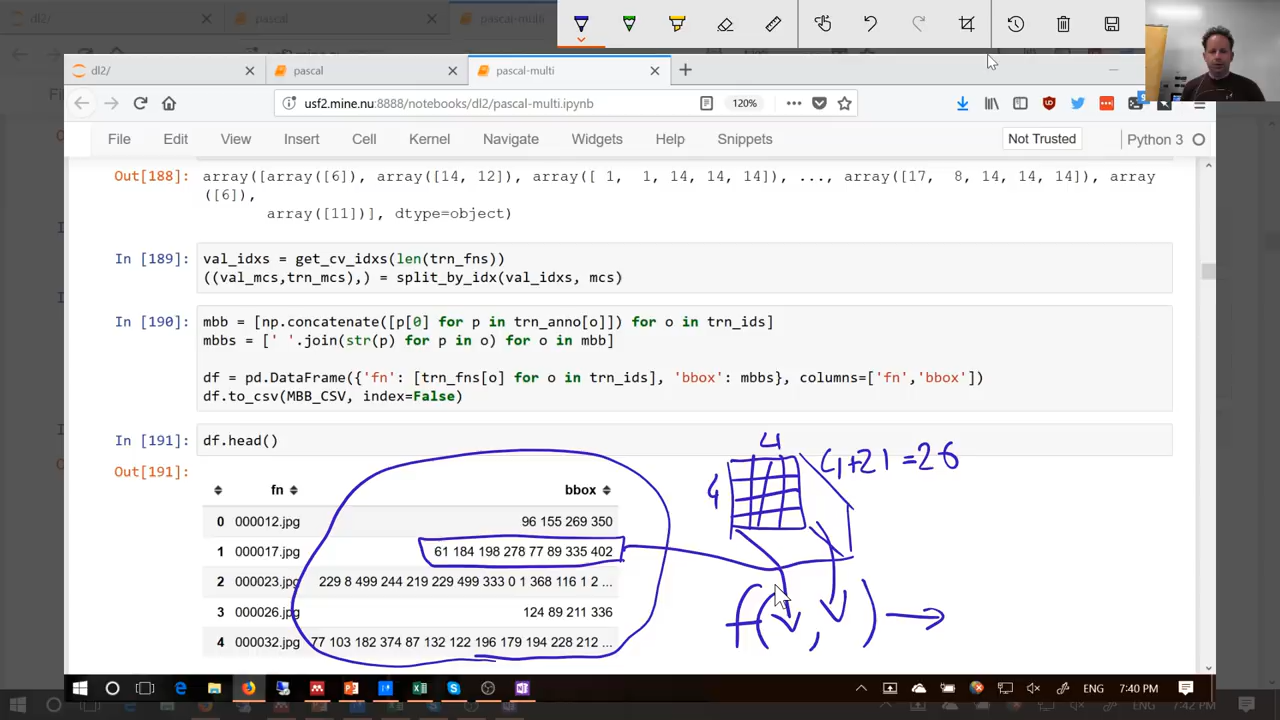 dl2/
pascal
pascal-multi
dl2/
pascal
pascal-multi
usf2.mine.nu:8888/notebooks/dl2/pascal-multi.ipynb
120%
File Edit View Insert Cell Kernel Navigate Widgets Help Snippets
Not Trusted
Python 3
Out[188]: array([array([6]), array([14, 12]), array([ 1, 1, 14, 14, 14]), ..., array([17, 8, 14, 14, 14]), array
([6]),
array([11])], dtype=object)
In [189]: val_idxs = get_cv_idxs(len(trn_fns))
((val_mcs,trn_mcs),) = split_by_idx(val_idxs, mcs)
In [190]: mbb = [np.concatenate([p[0] for p in trn_anno[o]]) for o in trn_ids]
mbbs = [' '.join(str(p) for p in o) for o in mbb]
df = pd.DataFrame({'fn': [trn_fns[o] for o in trn_ids], 'bbox': mbbs}, columns=['fn','bbox'])
df.to_csv(MBB_CSV, index=False)
In [191]: df.head()
Out[191]:
fn bbox
0 000012.jpg 96 155 269 350
1 000017.jpg 61 184 198 278 77 89 335 402
2 000023.jpg 229 8 499 244 219 229 499 333 0 1 368 116 1 2 ...
3 000026.jpg 124 89 211 336
4 000032.jpg 77 103 182 374 87 132 122 196 179 194 228 212 ...
4
4
4+21=26
f( , )
ENG
7:40 PM
ENG
7:42 PM